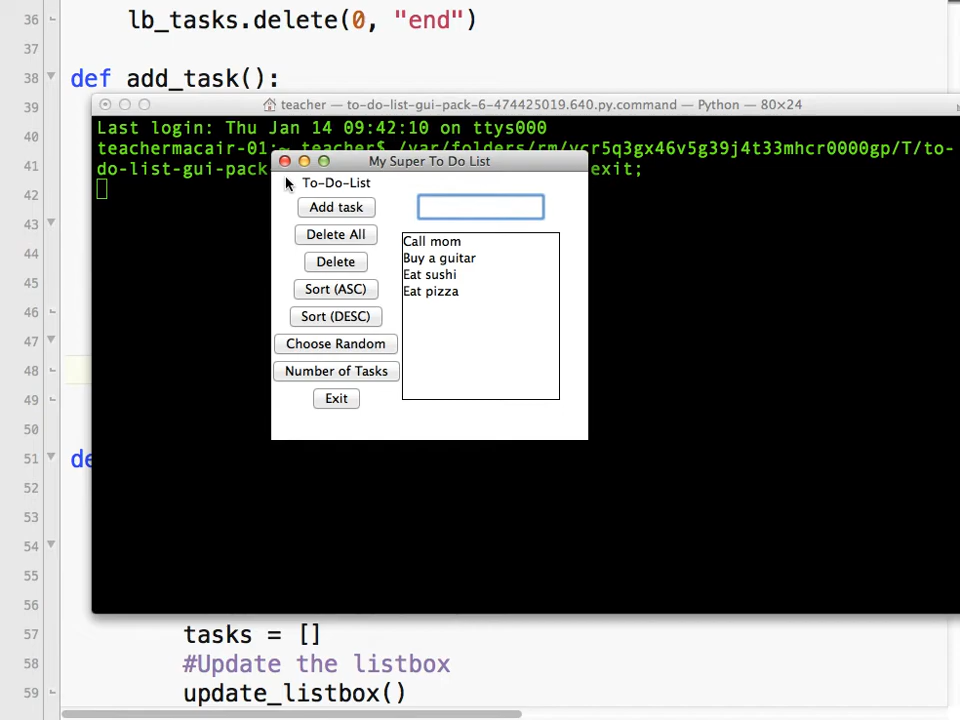 36 lb_tasks.delete(0, "end")
37
38 def add_task():
39
teacher — to-do-list-gui-pack-6-474425019.640.py.command — Python — 80×24
Last login: Thu Jan 14 09:42:10 on ttys000
40
teachermacair-01:~ teacher$ /var/folders/rm/ycr5q3gx46v5g39j4t33mhcr0000gp/T/to-
41 do-list-gui-pack exit;
My Super To Do List
To-Do-List
42
Add task
43
Delete All
Call mom
44
Delete
Buy a guitar
45
Sort (ASC)
Eat sushi
46
Sort (DESC)
Eat pizza
47
Choose Random
48
Number of Tasks
49
Exit
50
51 de
52
53
54
55
56
57 tasks = []
58 #Update the listbox
59 update_listbox()